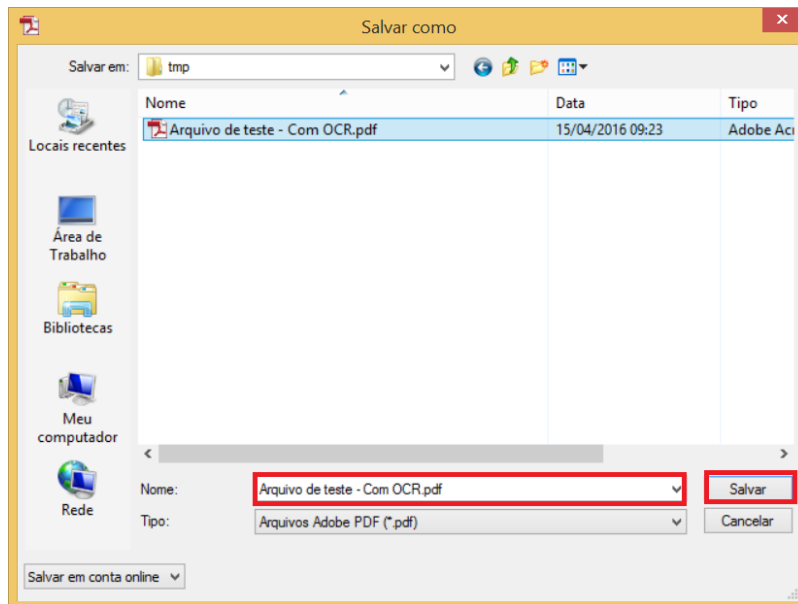 Salvar como
Salvar em: tmp
Nome Data Tipo
Arquivo de teste - Com OCR.pdf 15/04/2016 09:23 Adobe Acr
Locais recentes
Área de
Trabalho
Bibliotecas
Meu
computador
Rede
Nome: Arquivo de teste - Com OCR.pdf Salvar
Tipo: Arquivos Adobe PDF (*.pdf) Cancelar
Salvar em conta online